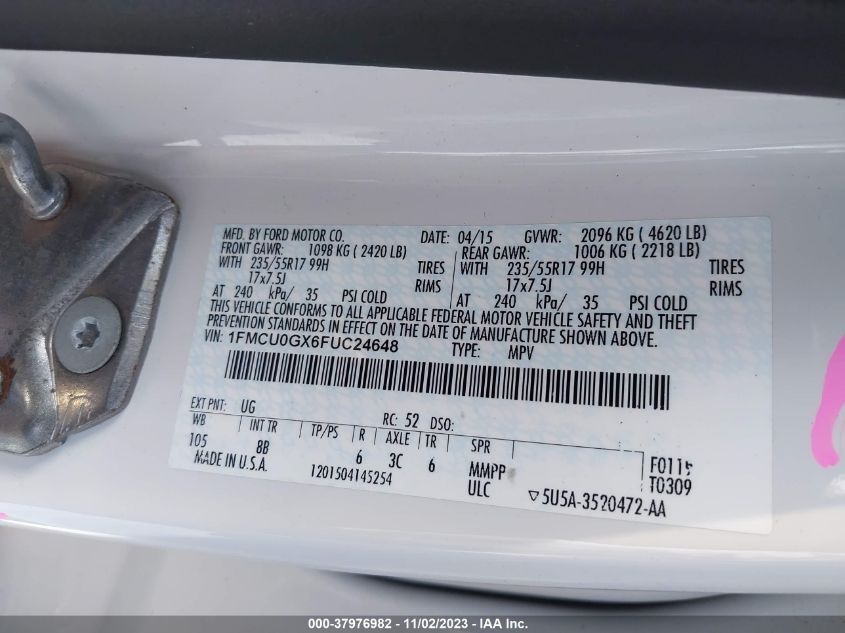 MFD. BY FORD MOTOR CO. DATE: 04/15 GVWR: 2096 KG ( 4620 LB)
FRONT GAWR: 1098 KG ( 2420 LB) REAR GAWR: 1006 KG ( 2218 LB)
WITH 235/55R17 99H TIRES WITH 235/55R17 99H TIRES
17x7.5J RIMS 17x7.5J RIMS
AT 240 kPa/ 35 PSI COLD AT 240 kPa/ 35 PSI COLD
THIS VEHICLE CONFORMS TO ALL APPLICABLE FEDERAL MOTOR VEHICLE SAFETY AND THEFT
PREVENTION STANDARDS IN EFFECT ON THE DATE OF MANUFACTURE SHOWN ABOVE.
VIN: 1FMCU0GX6FUC24648 TYPE: MPV
EXT PNT: UG RC: 52 DSO:
WB INT TR TP/PS R AXLE TR SPR
105 8B 6 3C 6 MMPP F0115
MADE IN U.S.A. 1201504145254 ULC ▽5U5A-3520472-AA T0309
000-37976982 - 11/02/2023 - Copyright © 2023 - IAA, Inc.